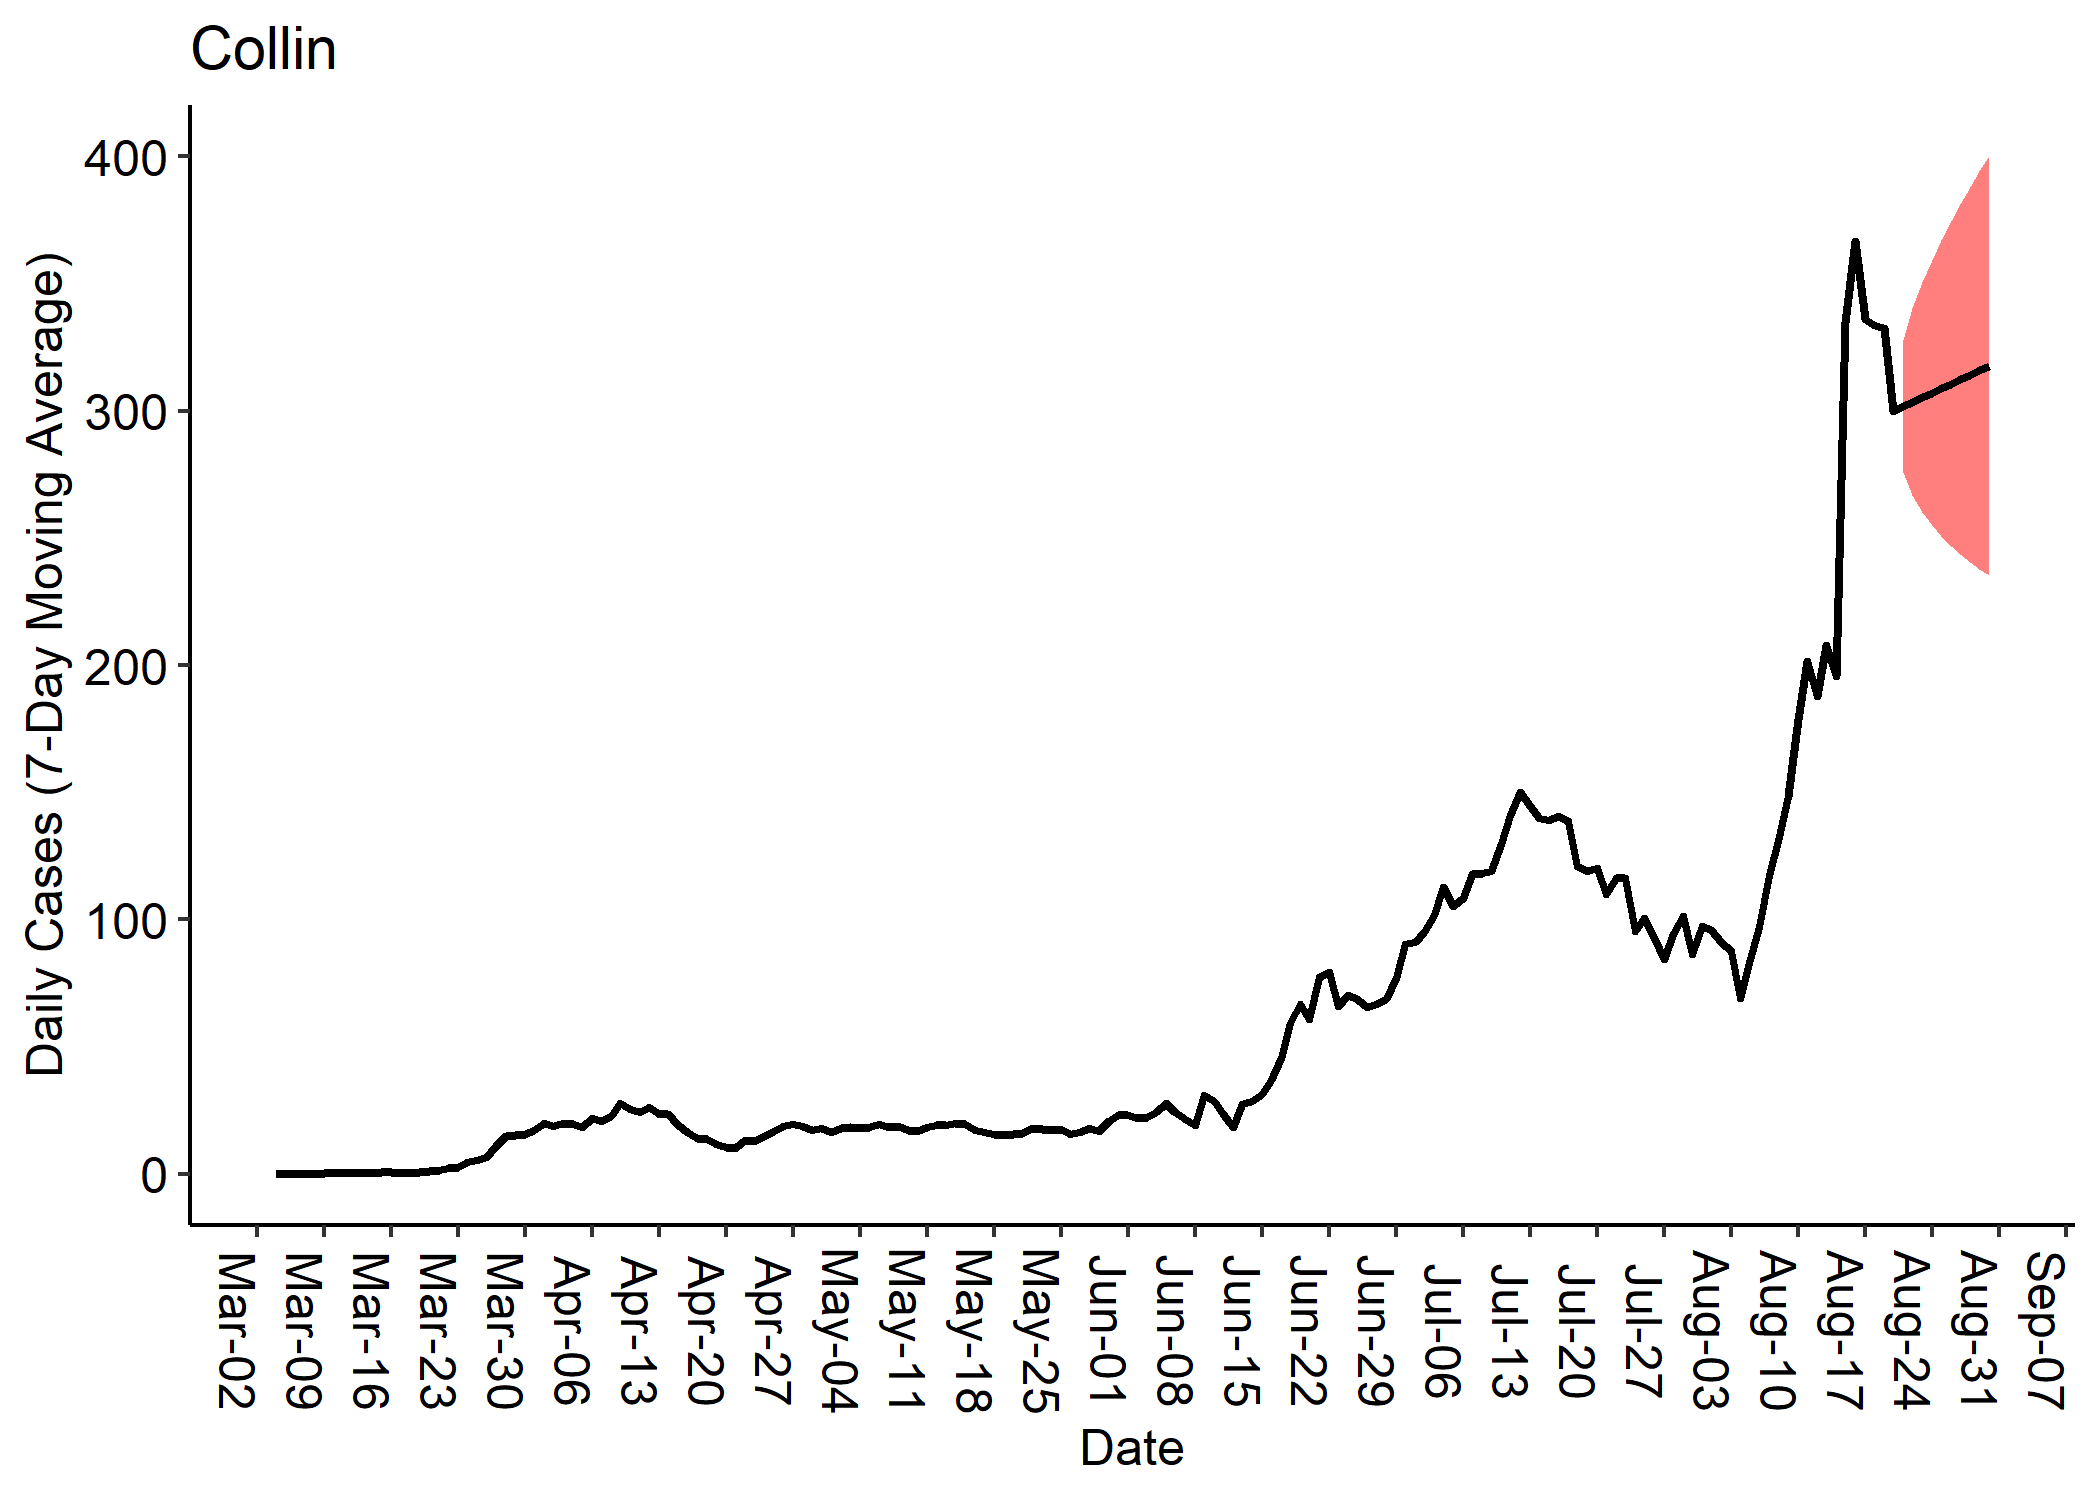 Collin
Daily Cases (7-Day Moving Average)
400
300
200
100
0
Mar-02
Mar-09
Mar-16
Mar-23
Mar-30
Apr-06
Apr-13
Apr-20
Apr-27
May-04
May-11
May-18
May-25
Jun-01
Jun-08
Jun-15
Jun-22
Jun-29
Jul-06
Jul-13
Jul-20
Jul-27
Aug-03
Aug-10
Aug-17
Aug-24
Aug-31
Sep-07
Date